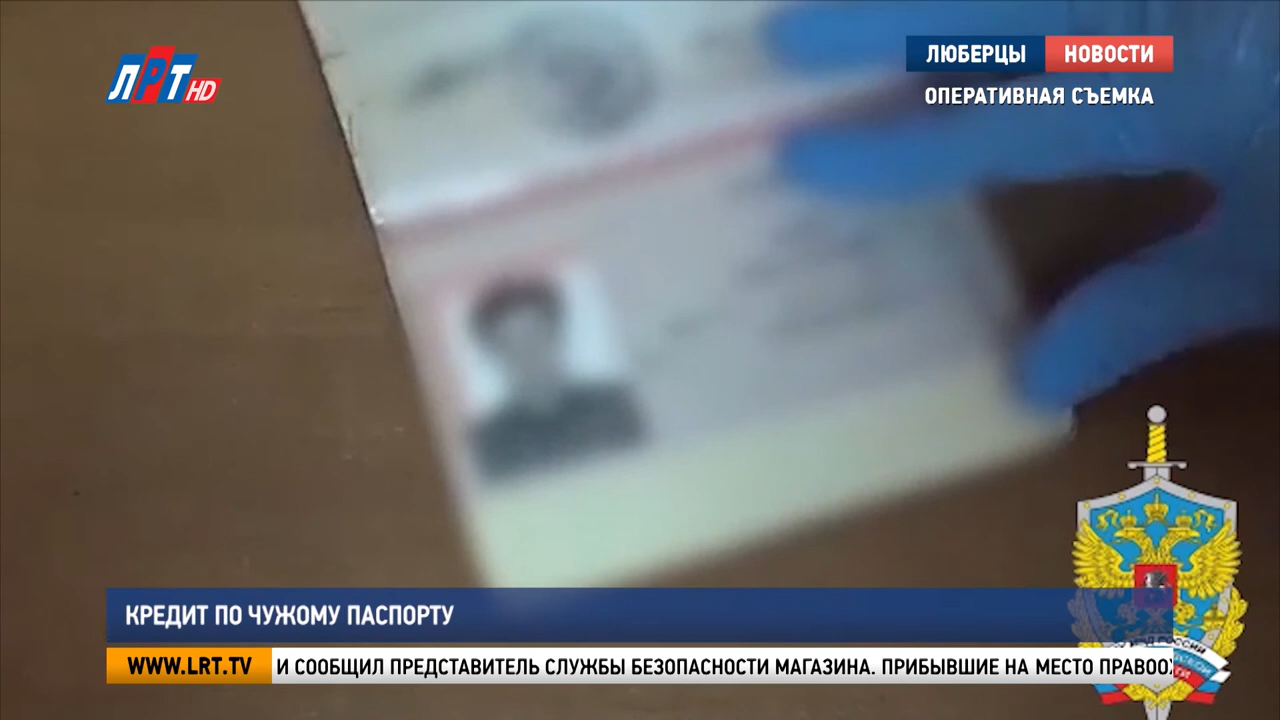 ЛРТ HD
ЛЮБЕРЦЫ НОВОСТИ
ОПЕРАТИВНАЯ СЪЕМКА
КРЕДИТ ПО ЧУЖОМУ ПАСПОРТУ
WWW.LRT.TV И СООБЩИЛ ПРЕДСТАВИТЕЛЬ СЛУЖБЫ БЕЗОПАСНОСТИ МАГАЗИНА. ПРИБЫВШИЕ НА МЕСТО ПРАВООХ